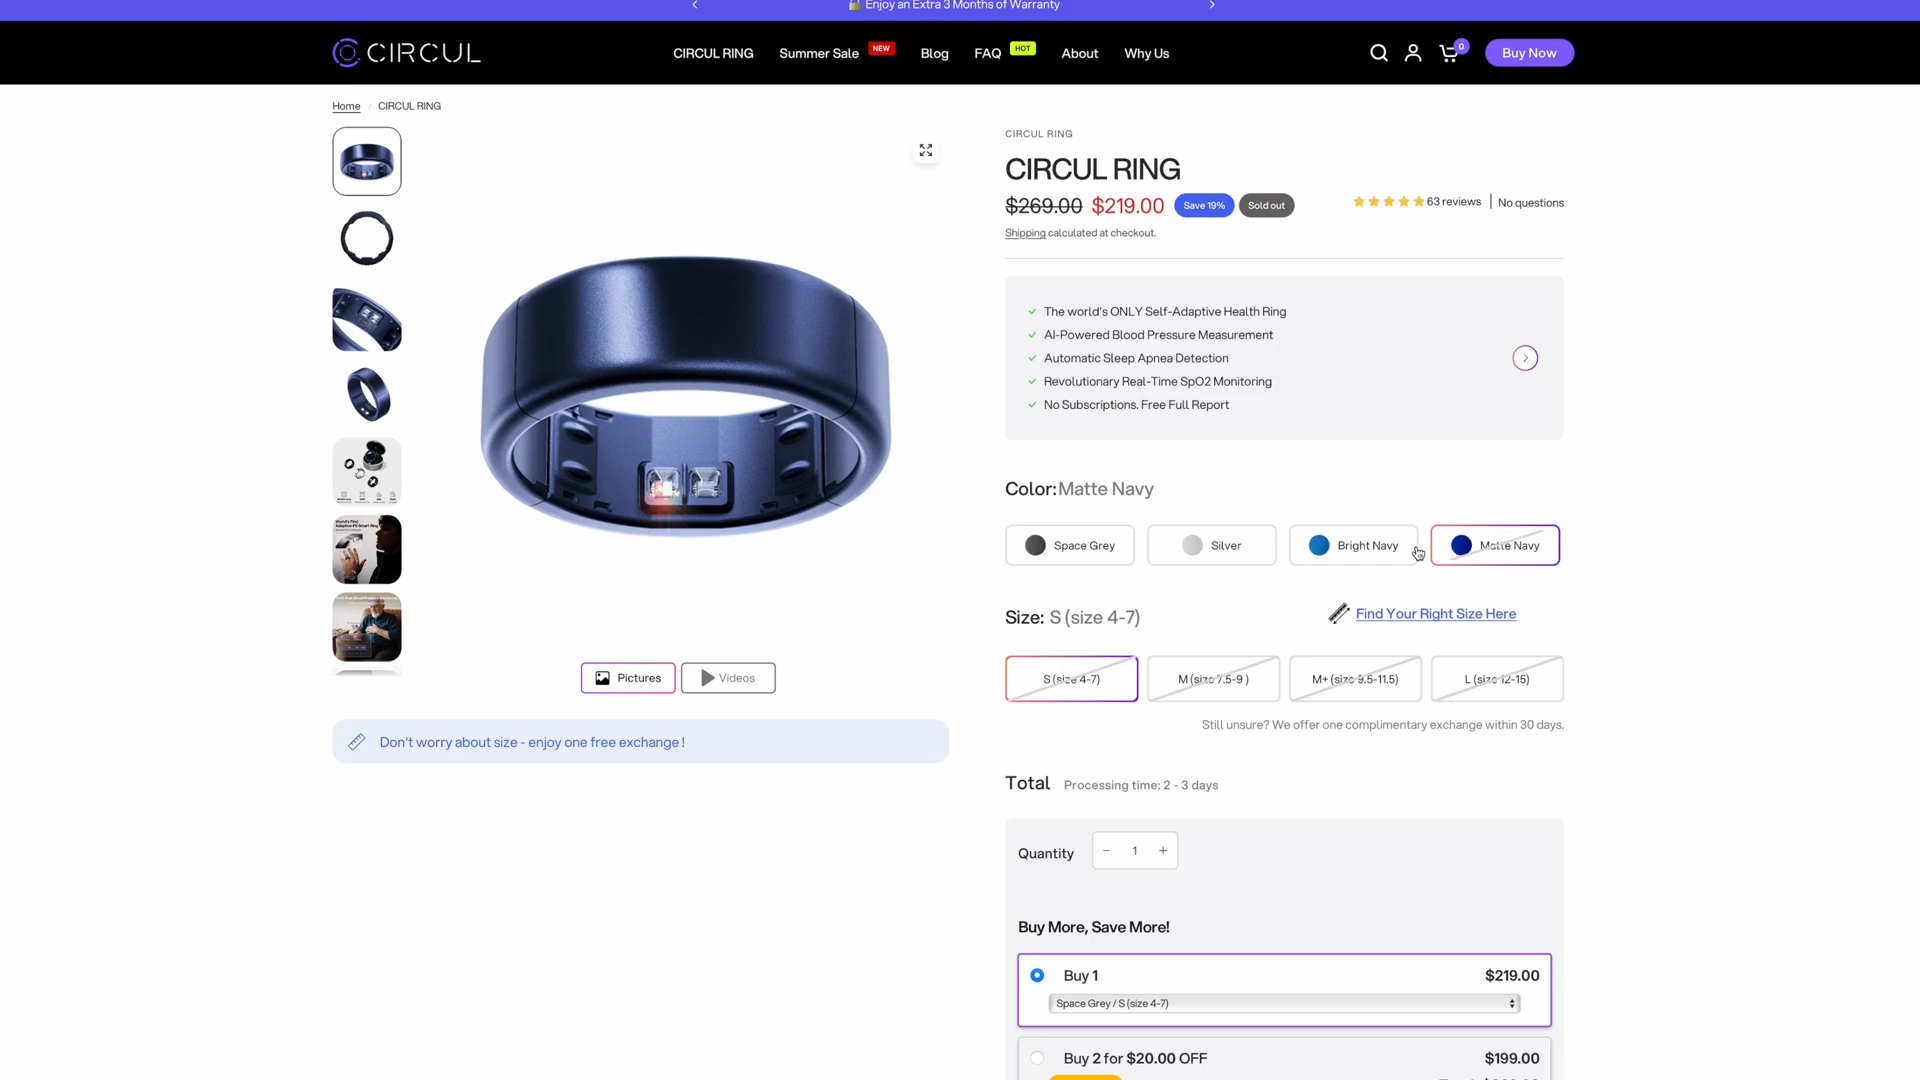 Enjoy an Extra 3 Months of Warranty
CIRCUL
CIRCUL RING
Summer Sale
NEW
Blog
FAQ
HOT
About
Why Us
0
Buy Now
Home / CIRCUL RING
CIRCUL RING
CIRCUL RING
$269.00 $219.00 Save 19% Sold out
63 reviews
No questions
Shipping calculated at checkout.
The world's ONLY Self-Adaptive Health Ring
AI-Powered Blood Pressure Measurement
Automatic Sleep Apnea Detection
Revolutionary Real-Time SpO2 Monitoring
No Subscriptions. Free Full Report
Color:Matte Navy
Space Grey
Silver
Bright Navy
Matte Navy
Size: S (size 4-7)
Find Your Right Size Here
S (size 4-7)
M (size 7.5-9 )
M+ (size 9.5-11.5)
L (size 12-15)
Still unsure? We offer one complimentary exchange within 30 days.
Pictures
Videos
Don't worry about size - enjoy one free exchange !
Total Processing time: 2 - 3 days
Quantity
- 1 +
Buy More, Save More!
Buy 1
$219.00
Space Grey / S (size 4-7)
Buy 2 for $20.00 OFF
$199.00